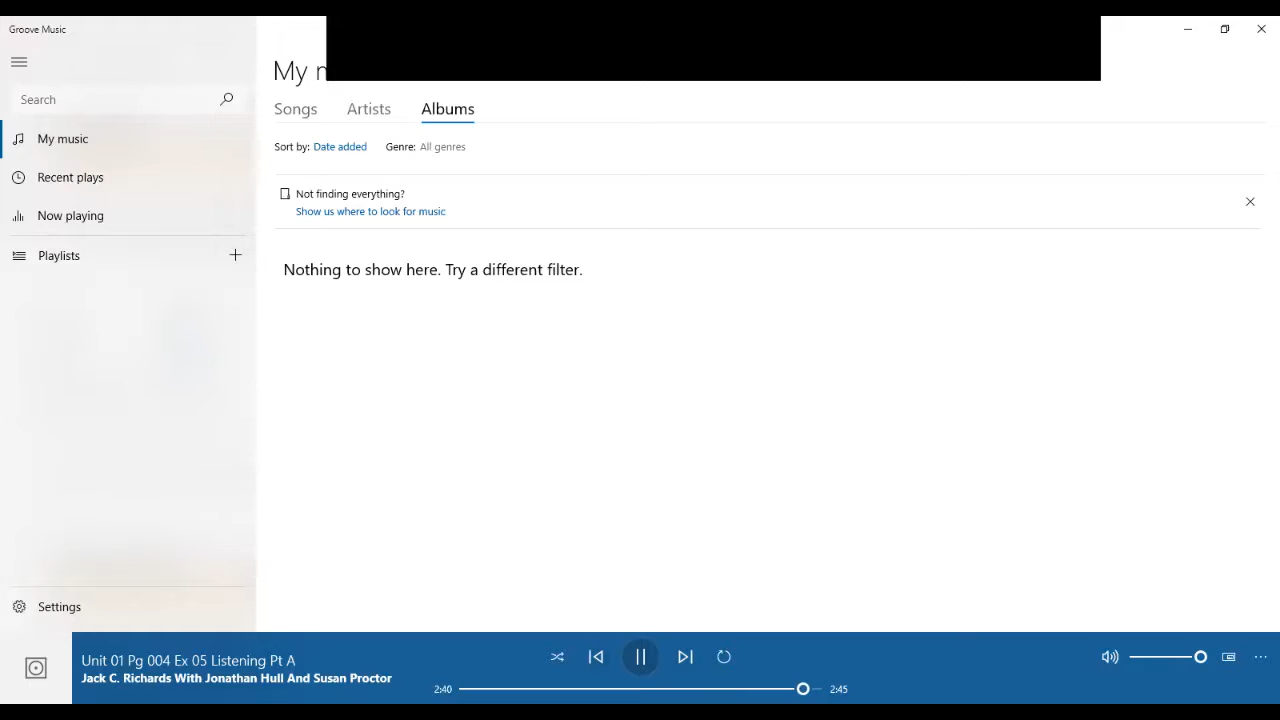 Groove Music
My
Search
Songs Artists Albums
My music
Sort by: Date added Genre: All genres
Recent plays
Not finding everything?
Show us where to look for music
Now playing
Playlists
Nothing to show here. Try a different filter.
Settings
Unit 01 Pg 004 Ex 05 Listening Pt A
Jack C. Richards With Jonathan Hull And Susan Proctor
2:40 2:45